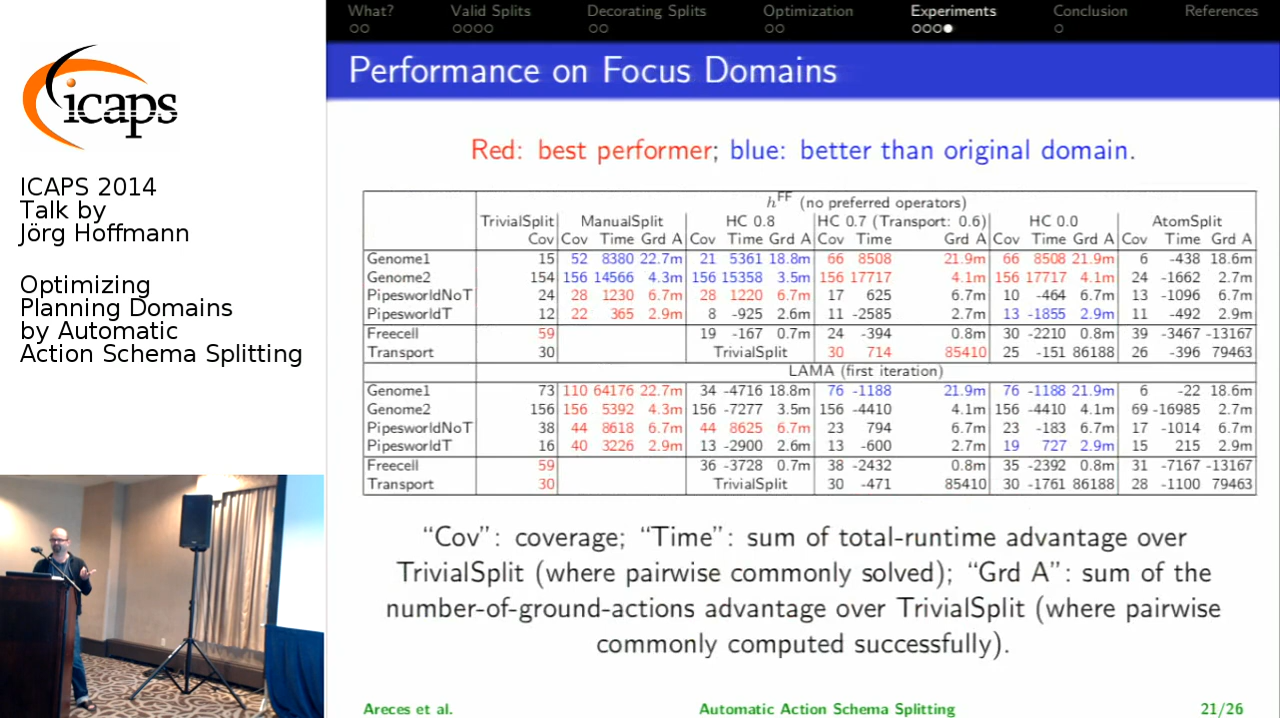 What? Valid Splits Decorating Splits Optimization Experiments Conclusion References
Performance on Focus Domains
icaps
ICAPS 2014
Talk by
Jörg Hoffmann
Optimizing
Planning Domains
by Automatic
Action Schema Splitting
Red: best performer; blue: better than original domain.
hFF (no preferred operators)
TrivialSplit ManualSplit HC 0.8 HC 0.7 (Transport: 0.6) HC 0.0 AtomSplit
Cov Cov Time Grd A Cov Time Grd A Cov Time Grd A Cov Time Grd A Cov Time Grd A
Genome1 15 52 8380 22.7m 21 5361 18.8m 66 8508 21.9m 66 8508 21.9m 6 -438 18.6m
Genome2 154 156 14566 4.3m 156 15358 3.5m 156 17717 4.1m 156 17717 4.1m 24 -1662 2.7m
PipesworldNoT 24 28 1230 6.7m 28 1220 6.7m 17 625 6.7m 10 -464 6.7m 13 -1096 6.7m
PipesworldT 12 22 365 2.9m 8 -925 2.6m 11 -2585 2.7m 13 -1855 2.9m 11 -492 2.9m
Freecell 59 19 -167 0.7m 24 -394 0.8m 30 -2210 0.8m 39 -3467 -13167
Transport 30 TrivialSplit 30 714 85410 25 -151 86188 26 -396 79463
LAMA (first iteration)
Genome1 73 110 64176 22.7m 34 -4716 18.8m 76 -1188 21.9m 76 -1188 21.9m 6 -22 18.6m
Genome2 156 156 5392 4.3m 156 -7277 3.5m 156 -4410 4.1m 156 -4410 4.1m 69 -16985 2.7m
PipesworldNoT 38 44 8618 6.7m 44 8625 6.7m 23 794 6.7m 23 -183 6.7m 17 -1014 6.7m
PipesworldT 16 40 3226 2.9m 13 -2900 2.6m 13 -600 2.7m 19 727 2.9m 15 215 2.9m
Freecell 59 36 -3728 0.7m 38 -2432 0.8m 35 -2392 0.8m 31 -7167 -13167
Transport 30 TrivialSplit 30 -471 85410 30 -1761 86188 28 -1100 79463
“Cov”: coverage; “Time”: sum of total-runtime advantage over
TrivialSplit (where pairwise commonly solved); “Grd A”: sum of the
number-of-ground-actions advantage over TrivialSplit (where pairwise
commonly computed successfully).
Areces et al. Automatic Action Schema Splitting 21/26